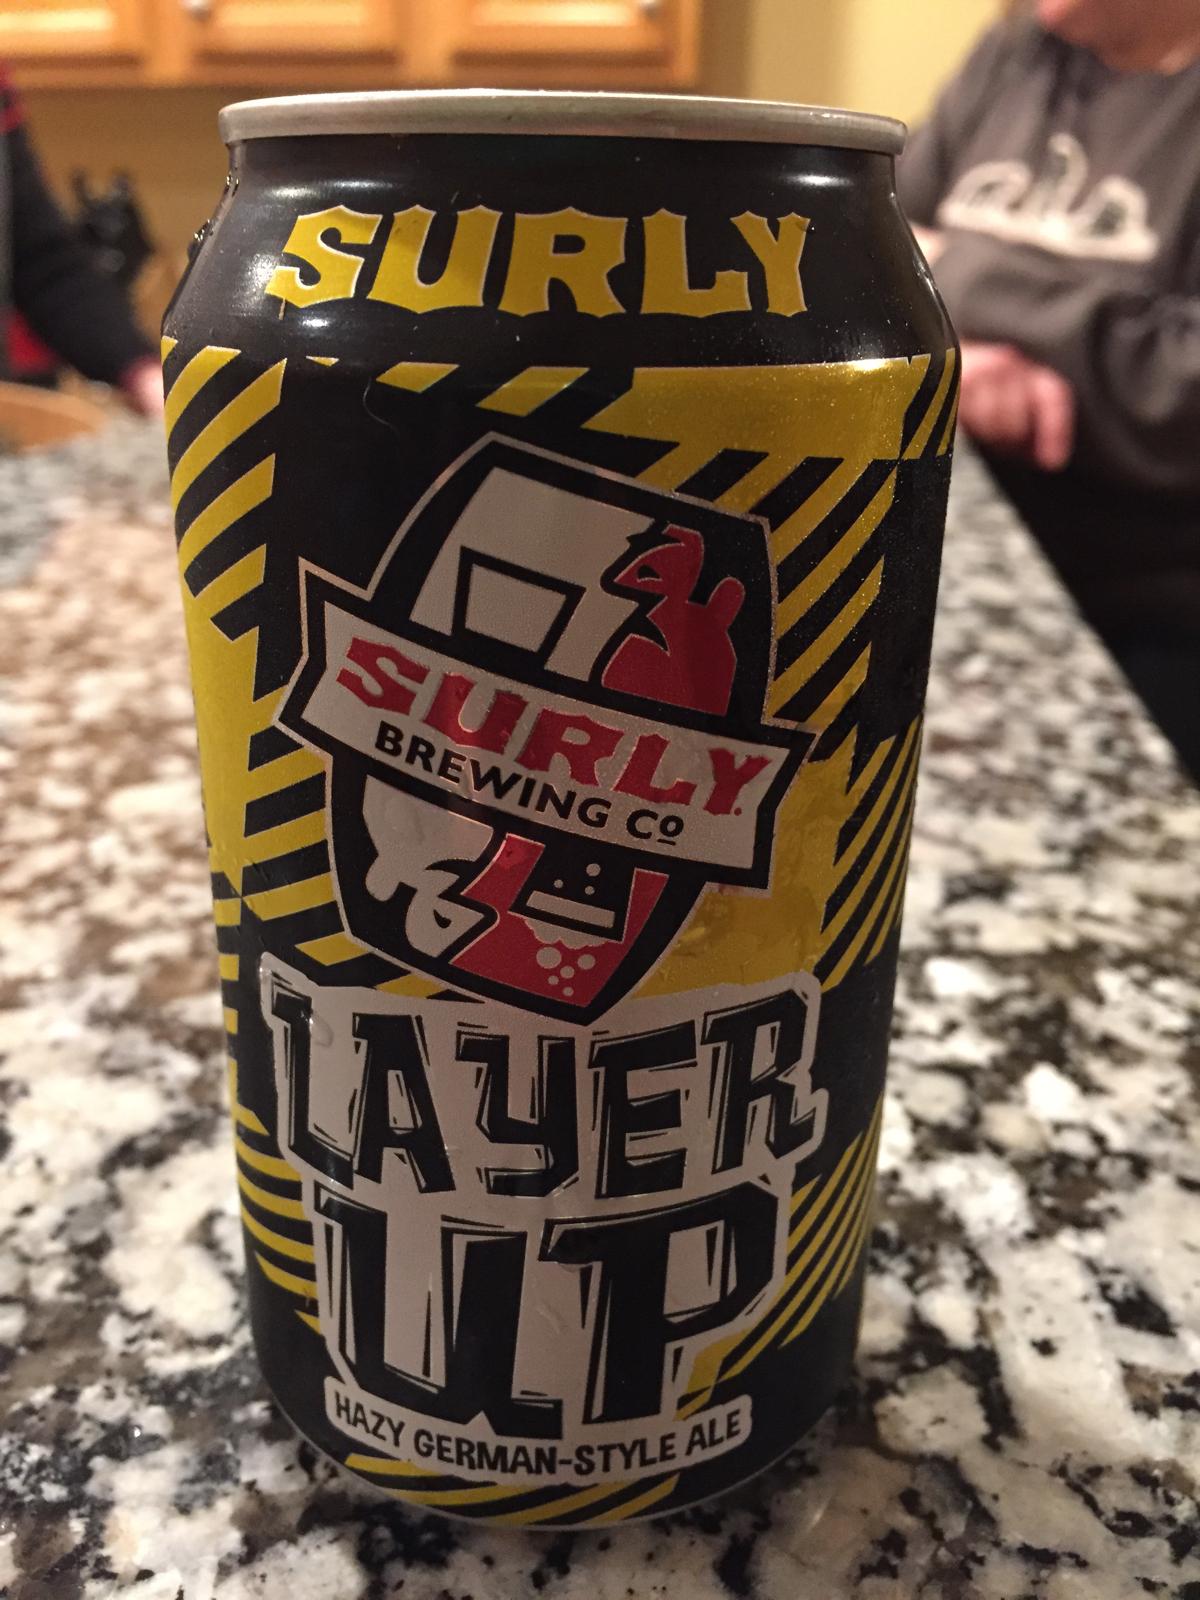 SURLY
SURLY
BREWING Co
LAYER
UP
HAZY GERMAN-STYLE ALE